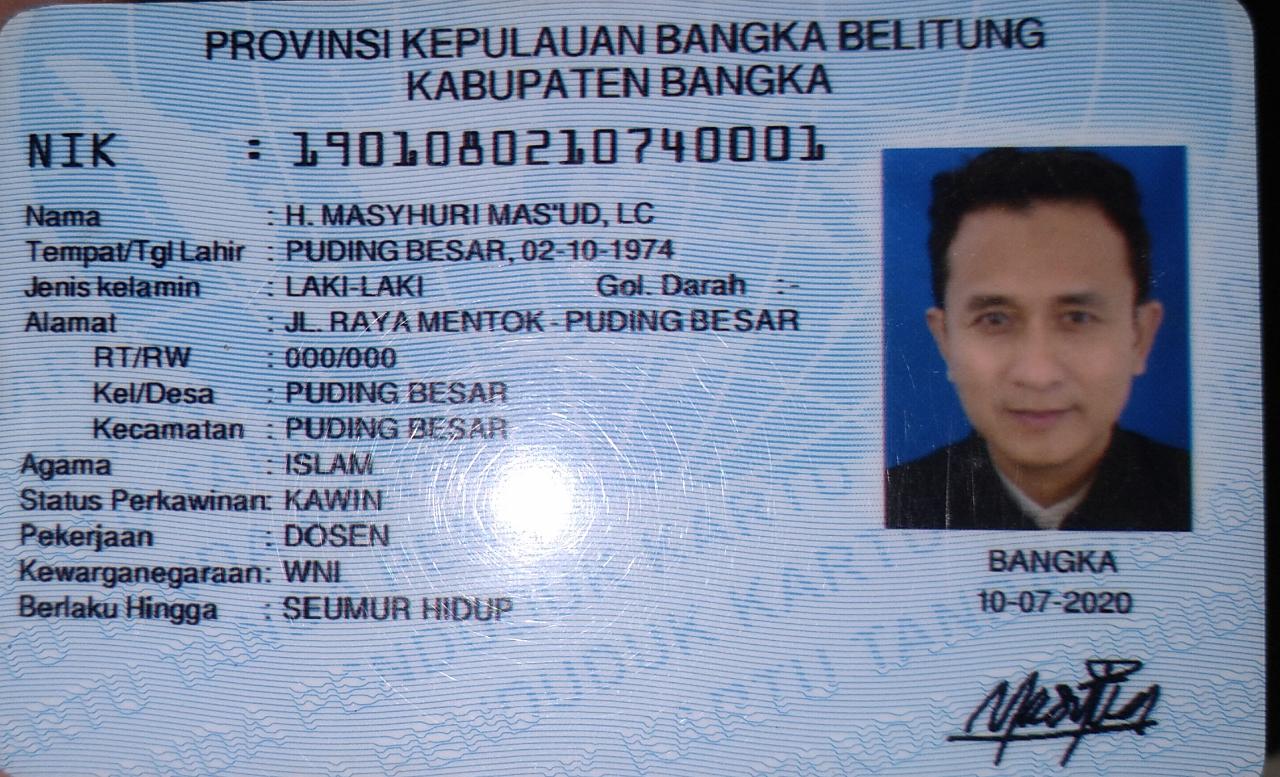 PROVINSI KEPULAUAN BANGKA BELITUNG
KABUPATEN BANGKA
NIK : 1901080210740001
Nama : H. MASYHURI MAS'UD, LC
Tempat/Tgl Lahir : PUDING BESAR, 02-10-1974
Jenis kelamin : LAKI-LAKI Gol. Darah : -
Alamat : JL. RAYA MENTOK - PUDING BESAR
RT/RW : 000/000
Kel/Desa : PUDING BESAR
Kecamatan : PUDING BESAR
Agama : ISLAM
Status Perkawinan: KAWIN
Pekerjaan : DOSEN
Kewarganegaraan: WNI
Berlaku Hingga : SEUMUR HIDUP
BANGKA
10-07-2020